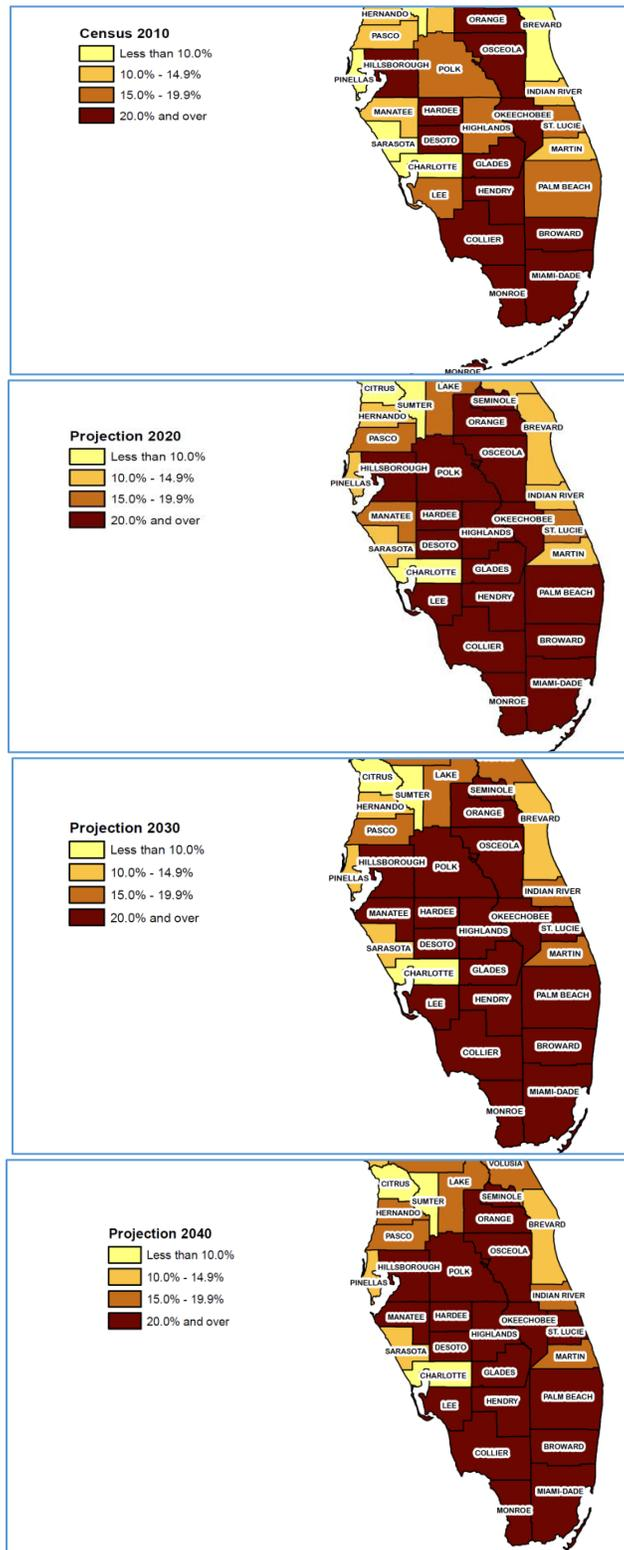 Census 2010
Less than 10.0%
10.0% - 14.9%
15.0% - 19.9%
20.0% and over
HERNANDO
ORANGE
BREVARD
PASCO
OSCEOLA
HILLSBOROUGH
POLK
PINELLAS
INDIAN RIVER
MANATEE
HARDEE
OKEECHOBEE
HIGHLANDS
ST. LUCIE
SARASOTA
DESOTO
MARTIN
CHARLOTTE
GLADES
LEE
HENDRY
PALM BEACH
COLLIER
BROWARD
MIAMI-DADE
MONROE
MONROE
Projection 2020
Less than 10.0%
10.0% - 14.9%
15.0% - 19.9%
20.0% and over
CITRUS
LAKE
SUMTER
SEMINOLE
HERNANDO
ORANGE
BREVARD
PASCO
OSCEOLA
HILLSBOROUGH
POLK
PINELLAS
INDIAN RIVER
MANATEE
HARDEE
OKEECHOBEE
HIGHLANDS
ST. LUCIE
SARASOTA
DESOTO
MARTIN
CHARLOTTE
GLADES
LEE
HENDRY
PALM BEACH
COLLIER
BROWARD
MIAMI-DADE
MONROE
Projection 2030
Less than 10.0%
10.0% - 14.9%
15.0% - 19.9%
20.0% and over
CITRUS
LAKE
SUMTER
SEMINOLE
HERNANDO
ORANGE
BREVARD
PASCO
OSCEOLA
HILLSBOROUGH
POLK
PINELLAS
INDIAN RIVER
MANATEE
HARDEE
OKEECHOBEE
HIGHLANDS
ST. LUCIE
SARASOTA
DESOTO
MARTIN
CHARLOTTE
GLADES
LEE
HENDRY
PALM BEACH
COLLIER
BROWARD
MIAMI-DADE
MONROE
Projection 2040
Less than 10.0%
10.0% - 14.9%
15.0% - 19.9%
20.0% and over
VOLUSIA
CITRUS
LAKE
SUMTER
SEMINOLE
HERNANDO
ORANGE
BREVARD
PASCO
OSCEOLA
HILLSBOROUGH
POLK
PINELLAS
INDIAN RIVER
MANATEE
HARDEE
OKEECHOBEE
HIGHLANDS
ST. LUCIE
SARASOTA
DESOTO
MARTIN
CHARLOTTE
GLADES
LEE
HENDRY
PALM BEACH
COLLIER
BROWARD
MIAMI-DADE
MONROE